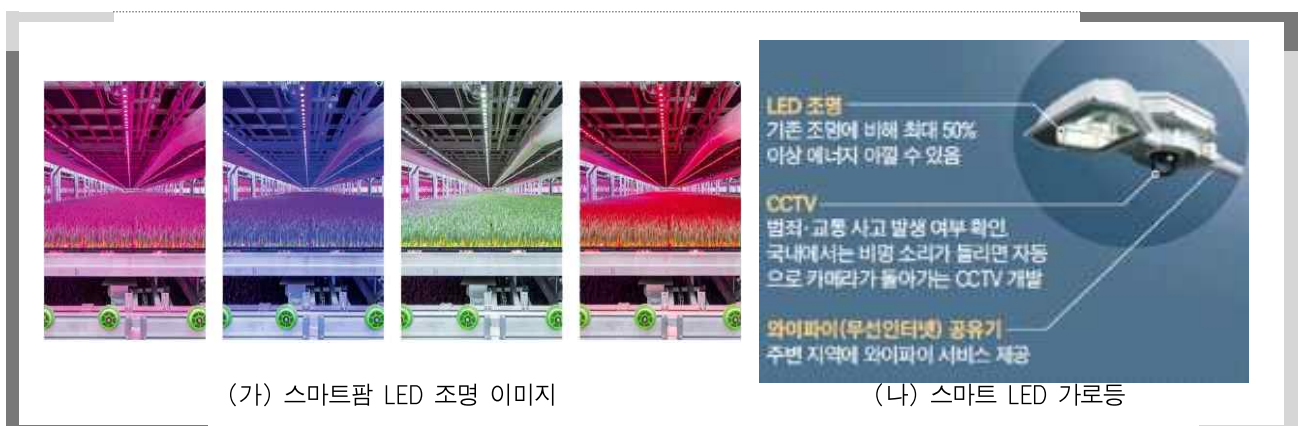 LED 조명
기존 조명에 비해 최대 50%
이상 에너지 아낄 수 있음
CCTV
범죄·교통 사고 발생 여부 확인
국내에서는 비명 소리가 들리면 자동
으로 카메라가 돌아가는 CCTV 개발
와이파이(무선인터넷) 공유기
주변 지역에 와이파이 서비스 제공
(가) 스마트팜 LED 조명 이미지
(나) 스마트 LED 가로등